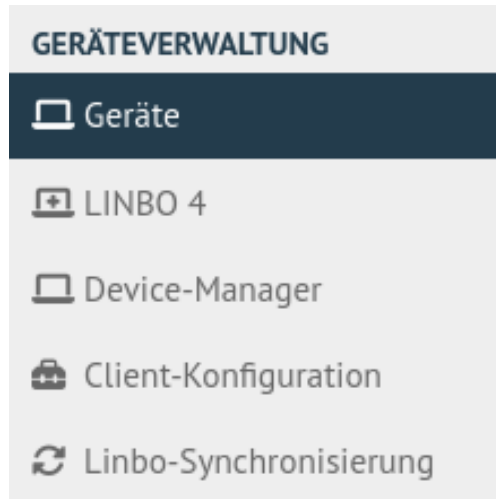 GERÄTEVERWALTUNG
Geräte
LINBO 4
Device-Manager
Client-Konfiguration
Linbo-Synchronisierung